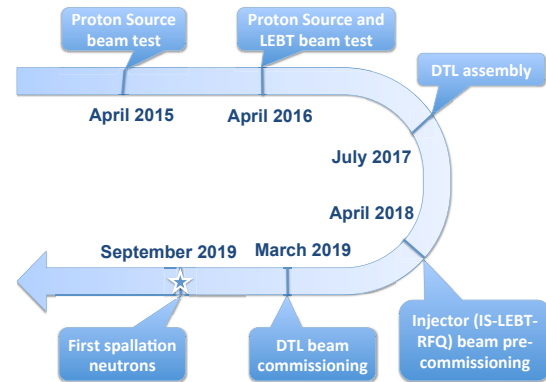 Proton Source
beam test
Proton Source and
LEBT beam test
DTL assembly
April 2015
April 2016
July 2017
April 2018
September 2019
March 2019
First spallation
neutrons
DTL beam
commissioning
Injector (IS-LEBT-
RFQ) beam pre-
commissioning